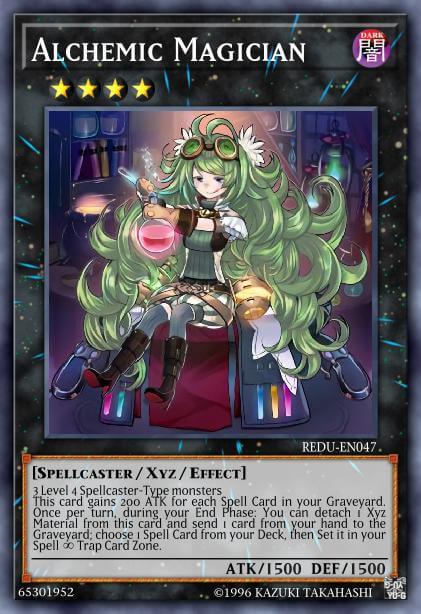 ALCHEMIC MAGICIAN
DARK
闇
REDU-EN047
[SPELLCASTER / XYZ / EFFECT]
3 Level 4 Spellcaster-Type monsters
This card gains 200 ATK for each Spell Card in your Graveyard.
Once per turn, during your End Phase: You can detach 1 Xyz
Material from this card and send 1 card from your hand to the
Graveyard; choose 1 Spell Card from your Deck, then Set it in your
Spell ∞ Trap Card Zone.
ATK/1500 DEF/1500
65301952
©1996 KAZUKI TAKAHASHI